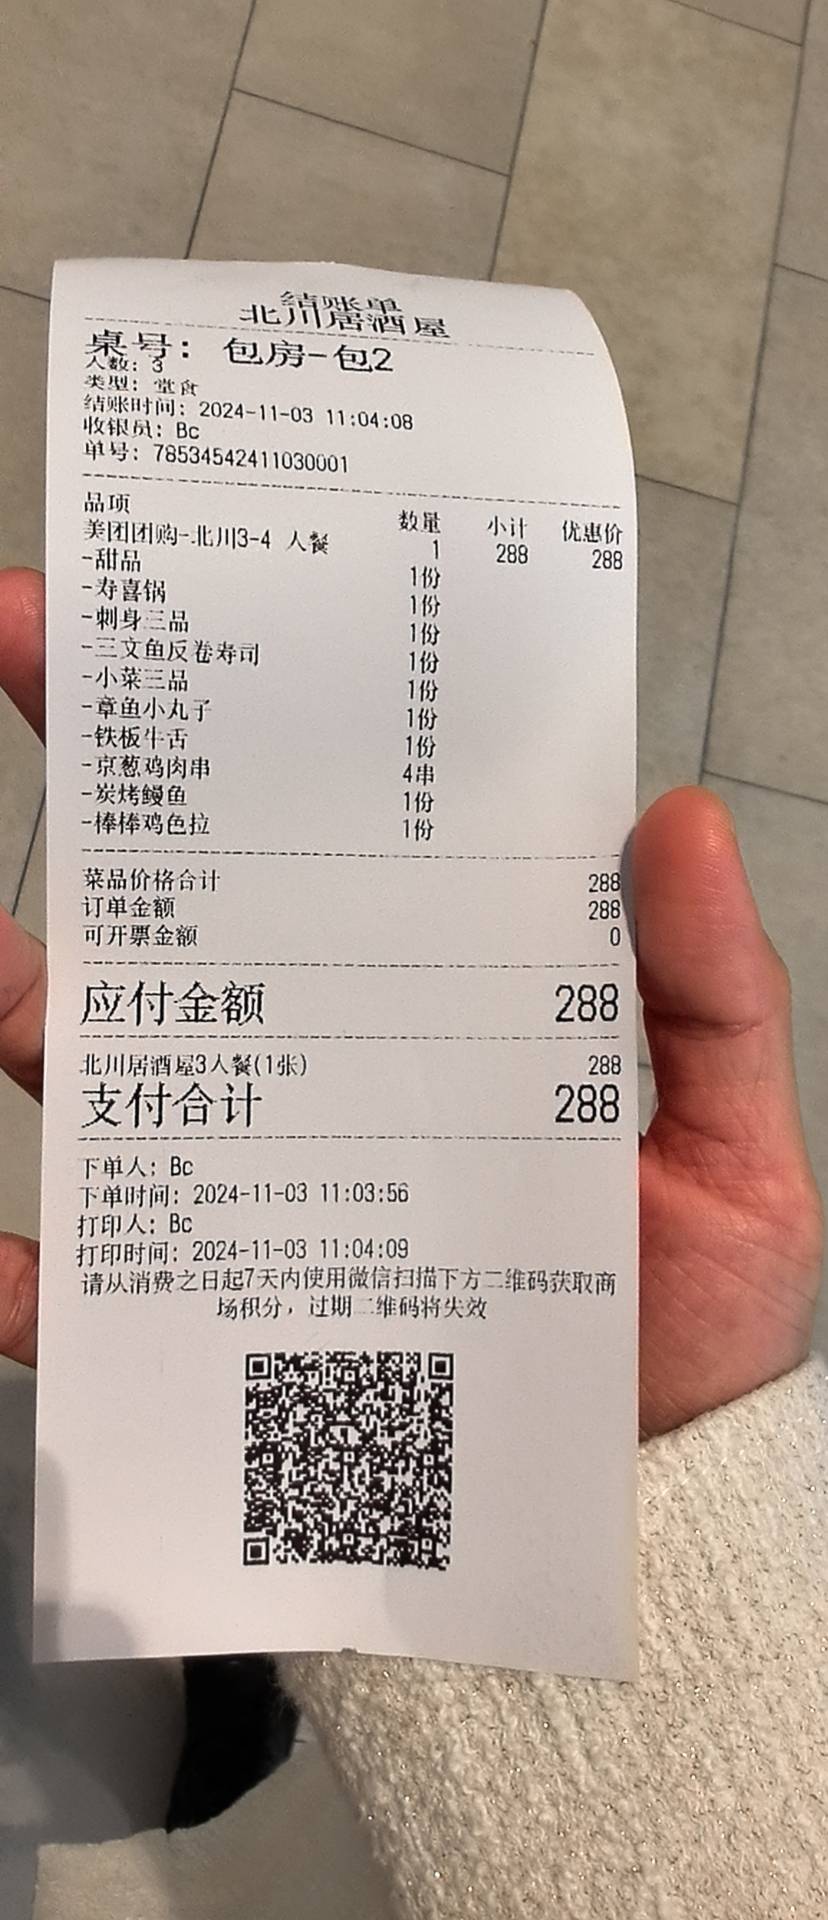 结账单
北川居酒屋
桌号：包房-包2
人数：3
类型：堂食
结账时间：2024-11-03 11:04:08
收银员：Bc
单号：78534542411030001
品项 数量 小计 优惠价
美团团购-北川3-4 人餐 1 288 288
-甜品 1份
-寿喜锅 1份
-刺身三品 1份
-三文鱼反卷寿司 1份
-小菜三品 1份
-章鱼小丸子 1份
-铁板牛舌 1份
-京葱鸡肉串 4串
-炭烤鳗鱼 1份
-棒棒鸡色拉 1份
菜品价格合计 288
订单金额 288
可开票金额 0
应付金额 288
北川居酒屋3人餐(1张) 288
支付合计 288
下单人：Bc
下单时间：2024-11-03 11:03:56
打印人：Bc
打印时间：2024-11-03 11:04:09
请从消费之日起7天内使用微信扫描下方二维码获取商
场积分，过期二维码将失效